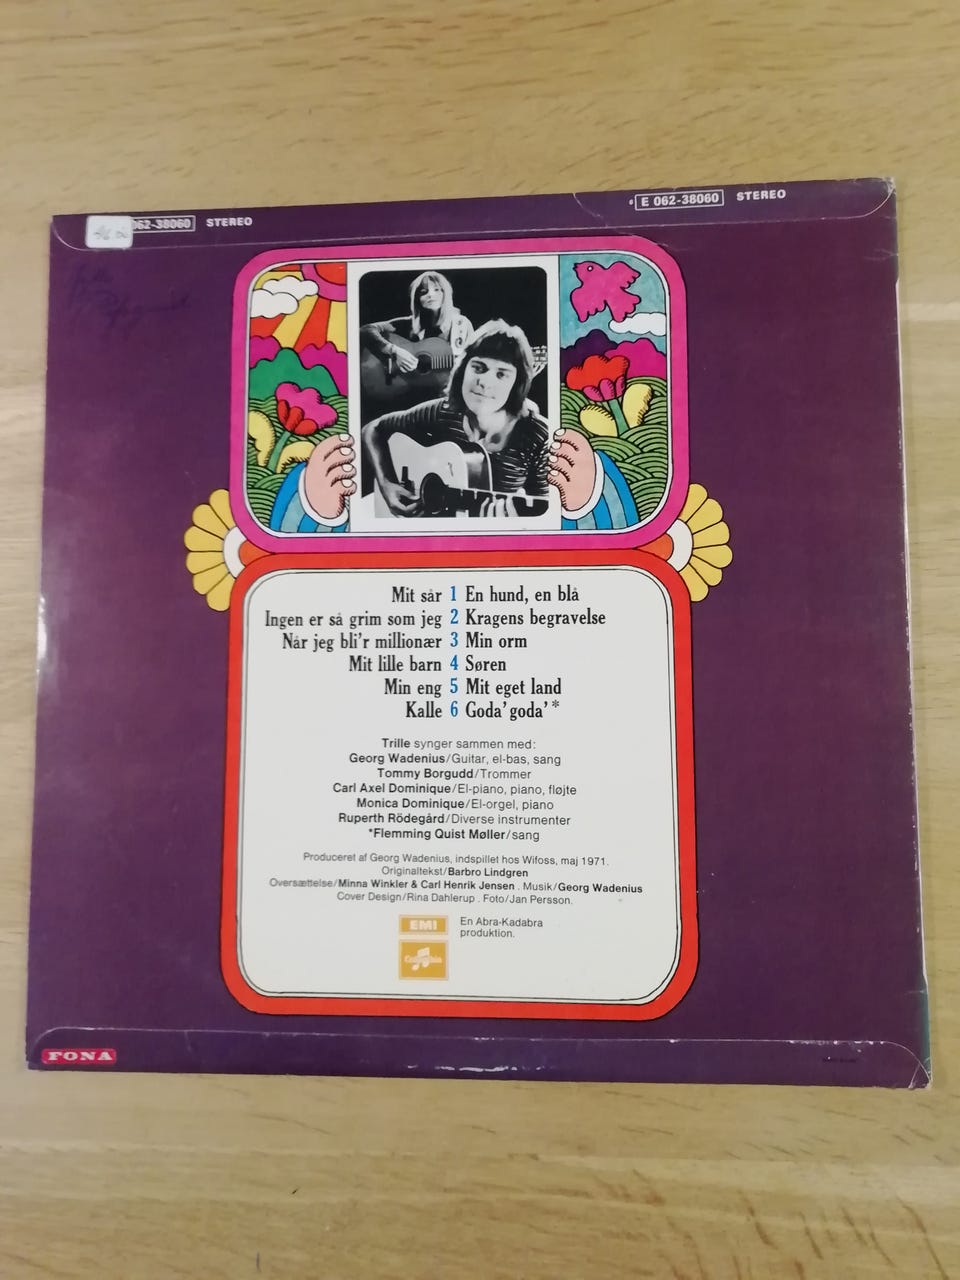 062-38060 STEREO
E 062-38060 STEREO
Mit sår 1 En hund, en blå
Ingen er så grim som jeg 2 Kragens begravelse
Når jeg bli'r millionær 3 Min orm
Mit lille barn 4 Søren
Min eng 5 Mit eget land
Kalle 6 Goda' goda'*
Trille synger sammen med:
Georg Wadenius/Guitar, el-bas, sang
Tommy Borgudd/Trommer
Carl Axel Dominique/El-piano, piano, fløjte
Monica Dominique/El-orgel, piano
Ruperth Rödegård/Diverse instrumenter
*Flemming Quist Møller/sang
Produceret af Georg Wadenius, indspillet hos Wifoss, maj 1971.
Originaltekst/Barbro Lindgren
Oversættelse/Minna Winkler & Carl Henrik Jensen . Musik/Georg Wadenius
Cover Design/Rina Dahlerup . Foto/Jan Persson.
EMI
En Abra-Kadabra
produktion.
Columbia
FONA